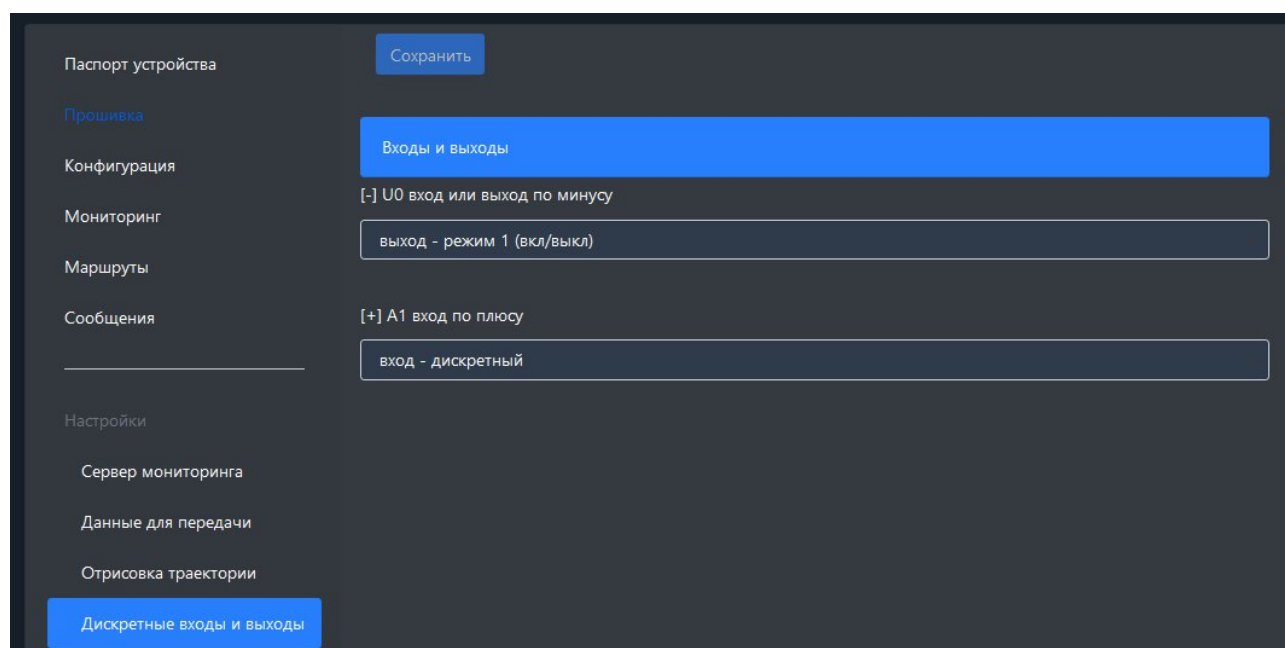 Паспорт устройства
Прошивка
Конфигурация
Мониторинг
Маршруты
Сообщения
Настройки
Сервер мониторинга
Данные для передачи
Отрисовка траектории
Дискретные входы и выходы
Сохранить
Входы и выходы
[-] U0 вход или выход по минусу
выход - режим 1 (вкл/выкл)
[+] A1 вход по плюсу
вход - дискретный